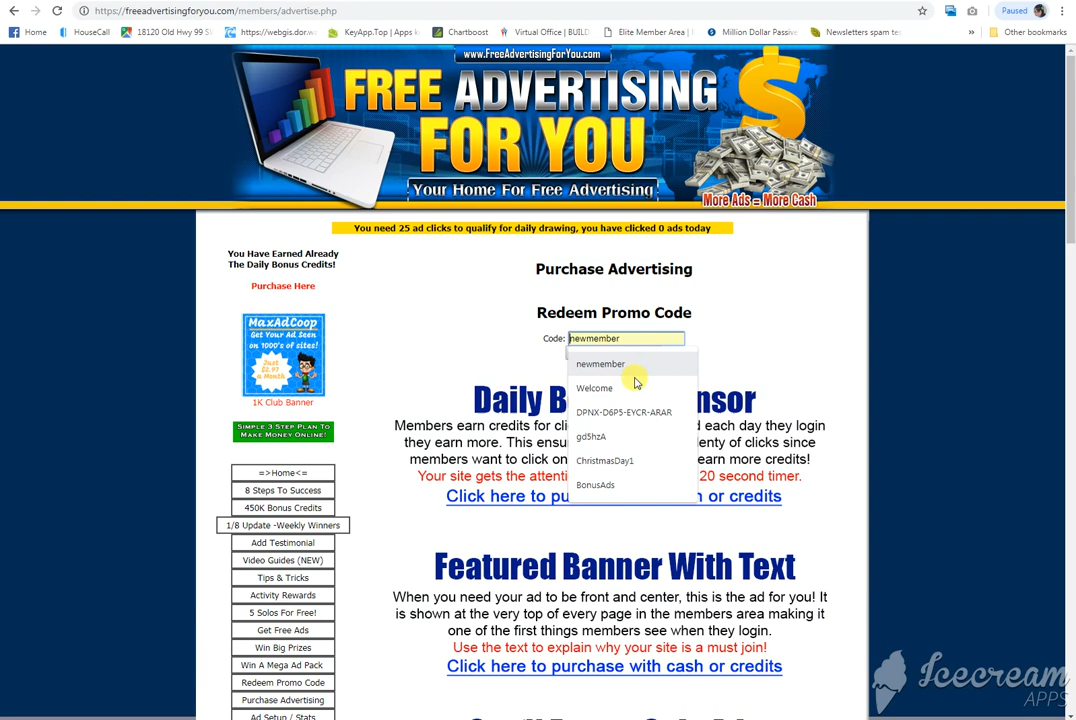 freeadvertisingforyou.com/members/advertise.php
Paused
Home
HouseCall
18120 Old Hwy 99 S
https://webgis.dor.w
KeyApp.Top | Apps k
Chartboost
Virtual Office | BUILD
Elite Member Area |
Million Dollar Passive
Newsletters spam te
»
Other bookmarks
www.FreeAdvertisingForYou.com
FREE ADVERTISING
FOR YOU
Your Home For Free Advertising
More Ads = More Cash
You need 25 ad clicks to qualify for daily drawing, you have clicked 0 ads today
You Have Earned Already
The Daily Bonus Credits!
Purchase Here
MaxAdCoop
Get Your Ad Seen
on 1000's of sites!
Just
$2.97
a Month
1K Club Banner
SIMPLE 3 STEP PLAN TO
MAKE MONEY ONLINE!
=>Home<=
8 Steps To Success
450K Bonus Credits
1/8 Update -Weekly Winners
Add Testimonial
Video Guides (NEW)
Tips & Tricks
Activity Rewards
5 Solos For Free!
Get Free Ads
Win Big Prizes
Win A Mega Ad Pack
Redeem Promo Code
Purchase Advertising
Ad Setup / Stats
Purchase Advertising
Redeem Promo Code
Code: newmember
newmember
Welcome
DPNX-D6P5-EYCR-ARAR
gd5hzA
ChristmasDay1
BonusAds
Daily B nsor
Members earn credits for cli d each day they login
they earn more. This ensu enty of clicks since
members want to click on earn more credits!
Your site gets the attenti 20 second timer.
Click here to pu h or credits
Featured Banner With Text
When you need your ad to be front and center, this is the ad for you! It
is shown at the very top of every page in the members area making it
one of the first things members see when they login.
Use the text to explain why your site is a must join!
Click here to purchase with cash or credits
Icecream
APPS